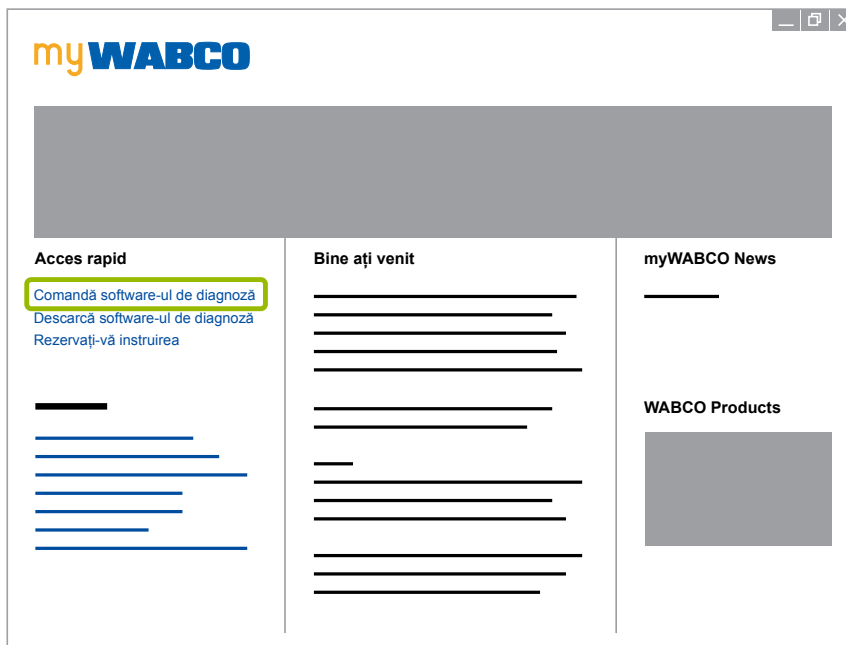 myWABCO
Acces rapid
Comandă software-ul de diagnoză
Descarcă software-ul de diagnoză
Rezervați-vă instruirea
Bine ați venit
myWABCO News
WABCO Products